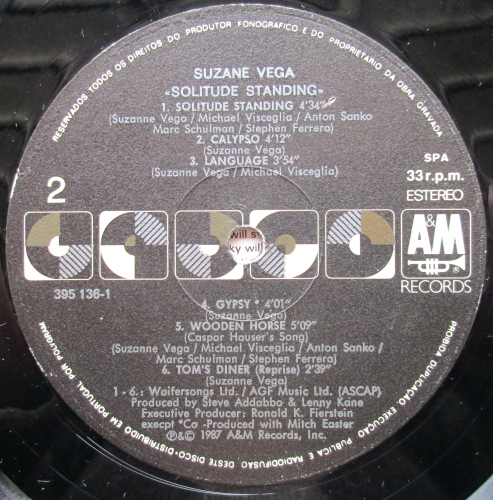 RESERVADOS TODOS OS DIREITOS DO PRODUTOR FONOGRÁFICO E DO PROPRIETÁRIO DA OBRA GRAVADA
SUZANE VEGA
«SOLITUDE STANDING»
1. SOLITUDE STANDING 4'34"
(Suzanne Vega / Michael Visceglia / Anton Sanko
Marc Schulman / Stephen Ferrera)
2. CALYPSO 4'12"
(Suzanne Vega)
3. LANGUAGE 3'54"
(Suzanne Vega / Michael Visceglia)
SPA
2
33 r.p.m.
ESTEREO
will
ky will
A&M
®
RECORDS
395 136-1
4. GYPSY * 4'01"
(Suzanne Vega)
5. WOODEN HORSE 5'09"
(Caspar Hauser's Song)
(Suzanne Vega / Michael Visceglia / Anton Sanko /
Marc Schulman / Stephen Ferrera)
6. TOM'S DINER (Reprise) 2'39"
(Suzanne Vega)
1 - 6.: Waifersongs Ltd. / AGF Music Ltd. (ASCAP)
Produced by Steve Addabbo & Lenny Kane
Executive Producer: Ronald K. Fierstein
execpt *Co -Produced with Mitch Easter
℗&© 1987 A&M Records, Inc.
PROIBIDA DUPLICAÇÃO, EXECUÇÃO PUBLICA E RADIODIFUSÃO DESTE DISCO-DISTRIBUIDO EM PORTUGAL POR POLYGRAM